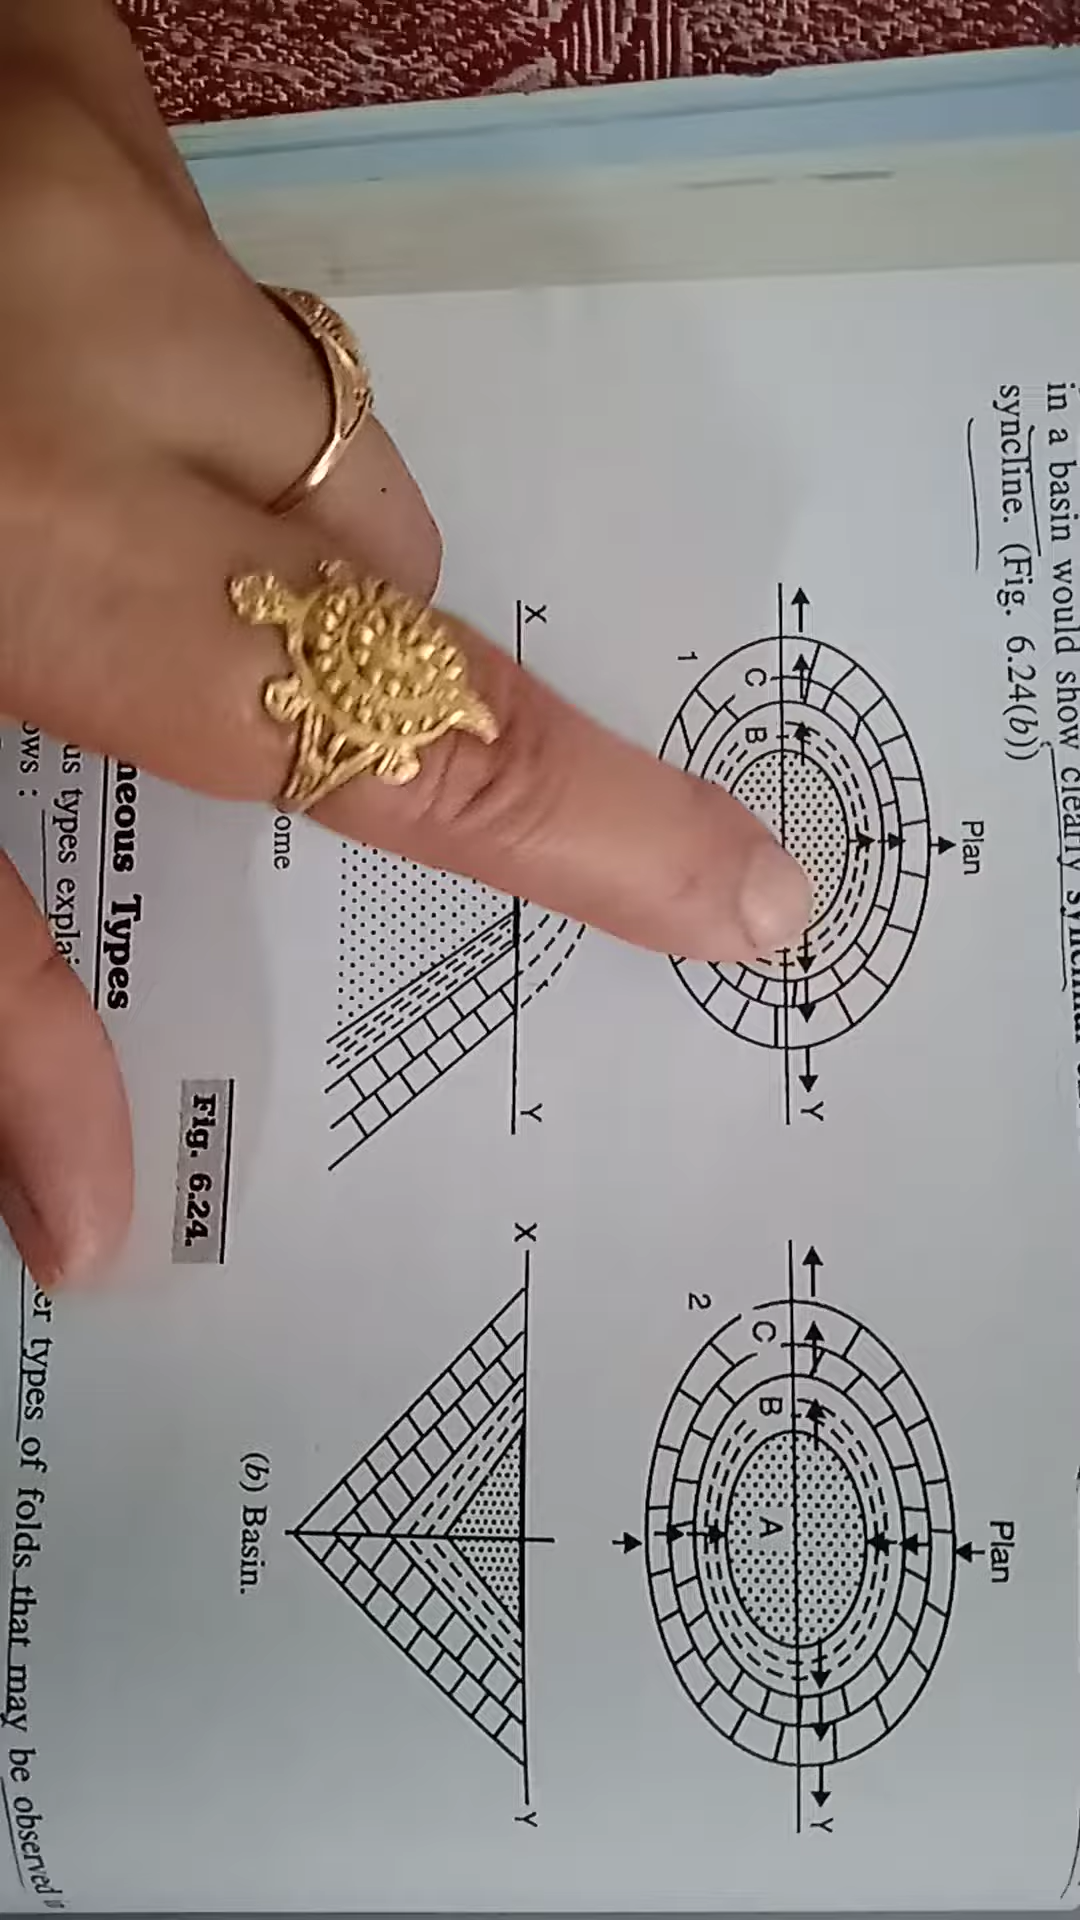 in a basin would show clearly
syncline. (Fig. 6.24(b))
Plan
Plan
Y
Y
1
C
B
2
C
B
A
X
Y
X
Y
ome
(b) Basin.
Fig. 6.24.
neous Types
us types
ows :
er types of folds that may be observed